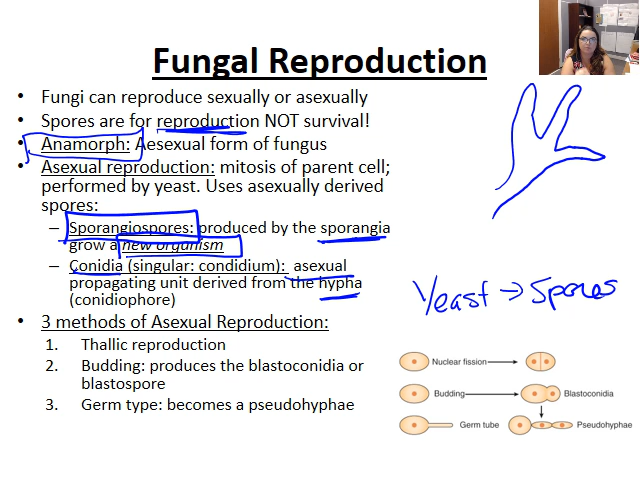 Fungal Reproduction
• Fungi can reproduce sexually or asexually
• Spores are for reproduction NOT survival!
• Anamorph: Aesexual form of fungus
• Asexual reproduction: mitosis of parent cell;
performed by yeast. Uses asexually derived
spores:
– Sporangiospores: produced by the sporangia
grow a new organism
– Conidia (singular: condidium): asexual
propagating unit derived from the hypha
(conidiophore)
• 3 methods of Asexual Reproduction:
1. Thallic reproduction
2. Budding: produces the blastoconidia or
blastospore
3. Germ type: becomes a pseudohyphae
Yeast → Spores
Nuclear fission
Budding
Blastoconidia
Germ tube
Pseudohyphae